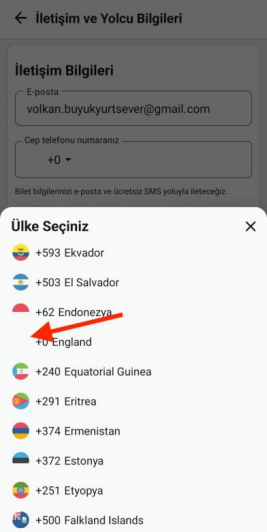 ← İletişim ve Yolcu Bilgileri
İletişim Bilgileri
E-posta
volkan.buyukyurtsever@gmail.com
Cep telefonu numaranız
+0
Bilet bilgilerinizi e-posta ve ücretsiz SMS yoluyla ileteceğiz.
Ülke Seçiniz
+593 Ekvador
+503 El Salvador
+62 Endonezya
+0 England
+240 Equatorial Guinea
+291 Eritrea
+374 Ermenistan
+372 Estonya
+251 Etyopya
+500 Falkland Islands